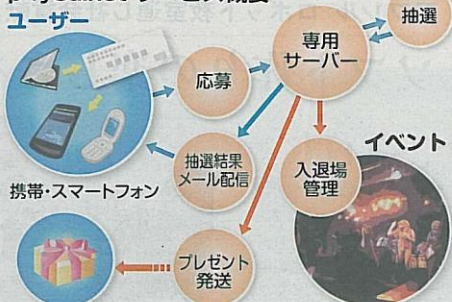 ユーザー
抽選
専用
サーバー
応募
抽選結果
メール配信
入退場
管理
イベント
携帯・スマートフォン
プレゼント
発送